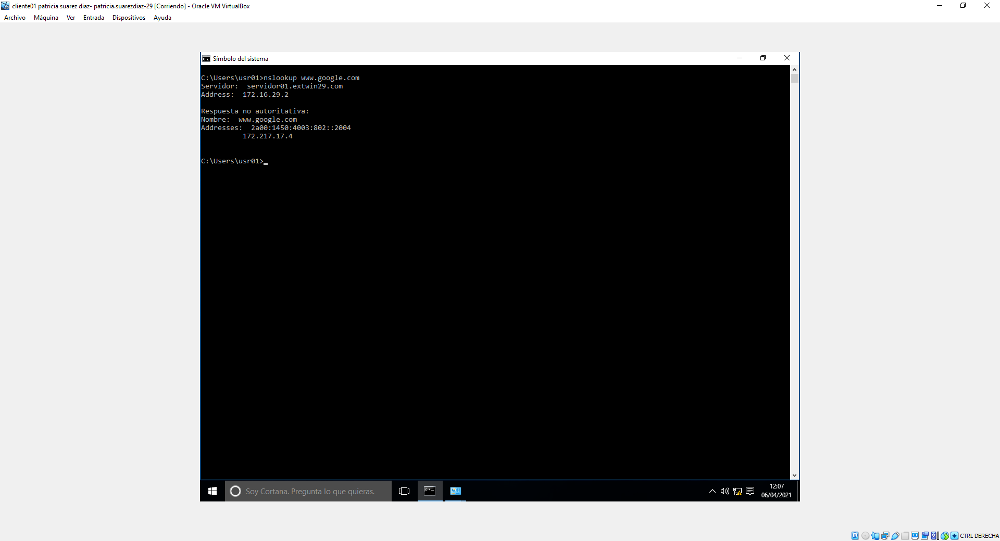 cliente01 patricia suarez diaz- patricia.suarezdiaz-29 [Corriendo] - Oracle VM VirtualBox
Archivo Máquina Ver Entrada Dispositivos Ayuda
Símbolo del sistema
C:\Users\usr01>nslookup www.google.com
Servidor:  servidor01.extwin29.com
Address:  172.16.29.2
Respuesta no autoritativa:
Nombre:  www.google.com
Addresses:  2a00:1450:4003:802::2004
172.217.17.4
C:\Users\usr01>
Soy Cortana. Pregunta lo que quieras.
12:07
06/04/2021
CTRL DERECHA